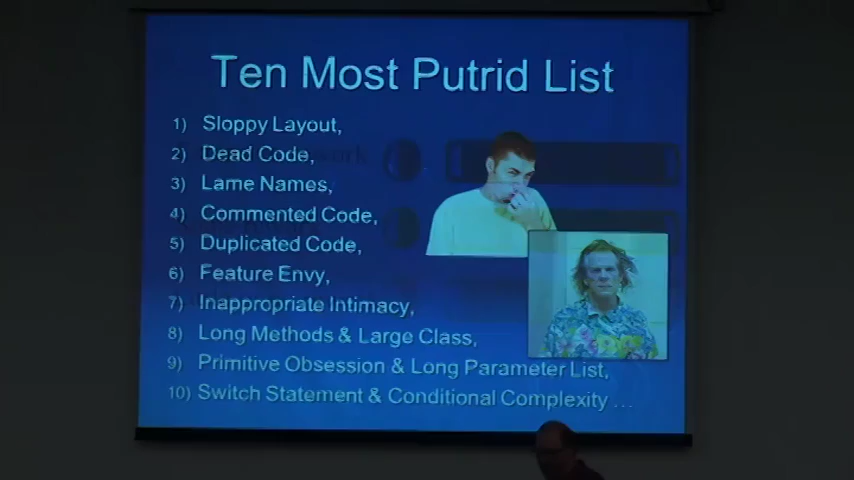 Ten Most Putrid List
1) Sloppy Layout,
2) Dead Code,
3) Lame Names,
4) Commented Code,
5) Duplicated Code,
6) Feature Envy,
7) Inappropriate Intimacy,
8) Long Methods & Large Class,
9) Primitive Obsession & Long Parameter List,
10) Switch Statement & Conditional Complexity ...